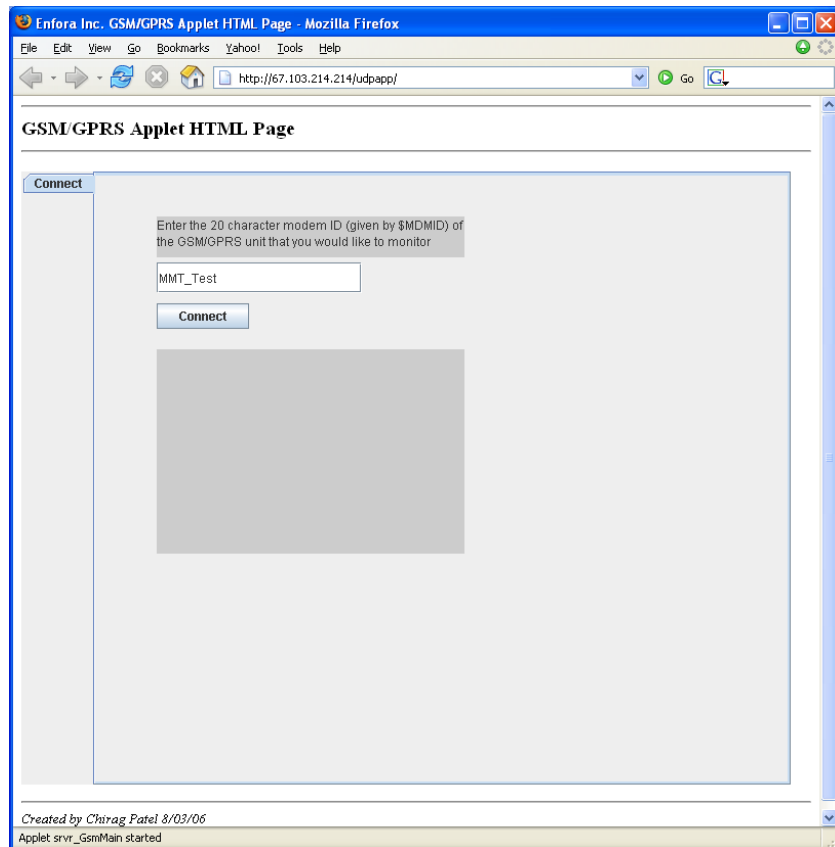 Enfora Inc. GSM/GPRS Applet HTML Page - Mozilla Firefox
File Edit View Go Bookmarks Yahoo! Tools Help
http://67.103.214.214/udpapp/ Go G
GSM/GPRS Applet HTML Page
Connect
Enter the 20 character modem ID (given by $MDMID) of
the GSM/GPRS unit that you would like to monitor
MMT_Test
Connect
Created by Chirag Patel 8/03/06
Applet srvr_GsmMain started